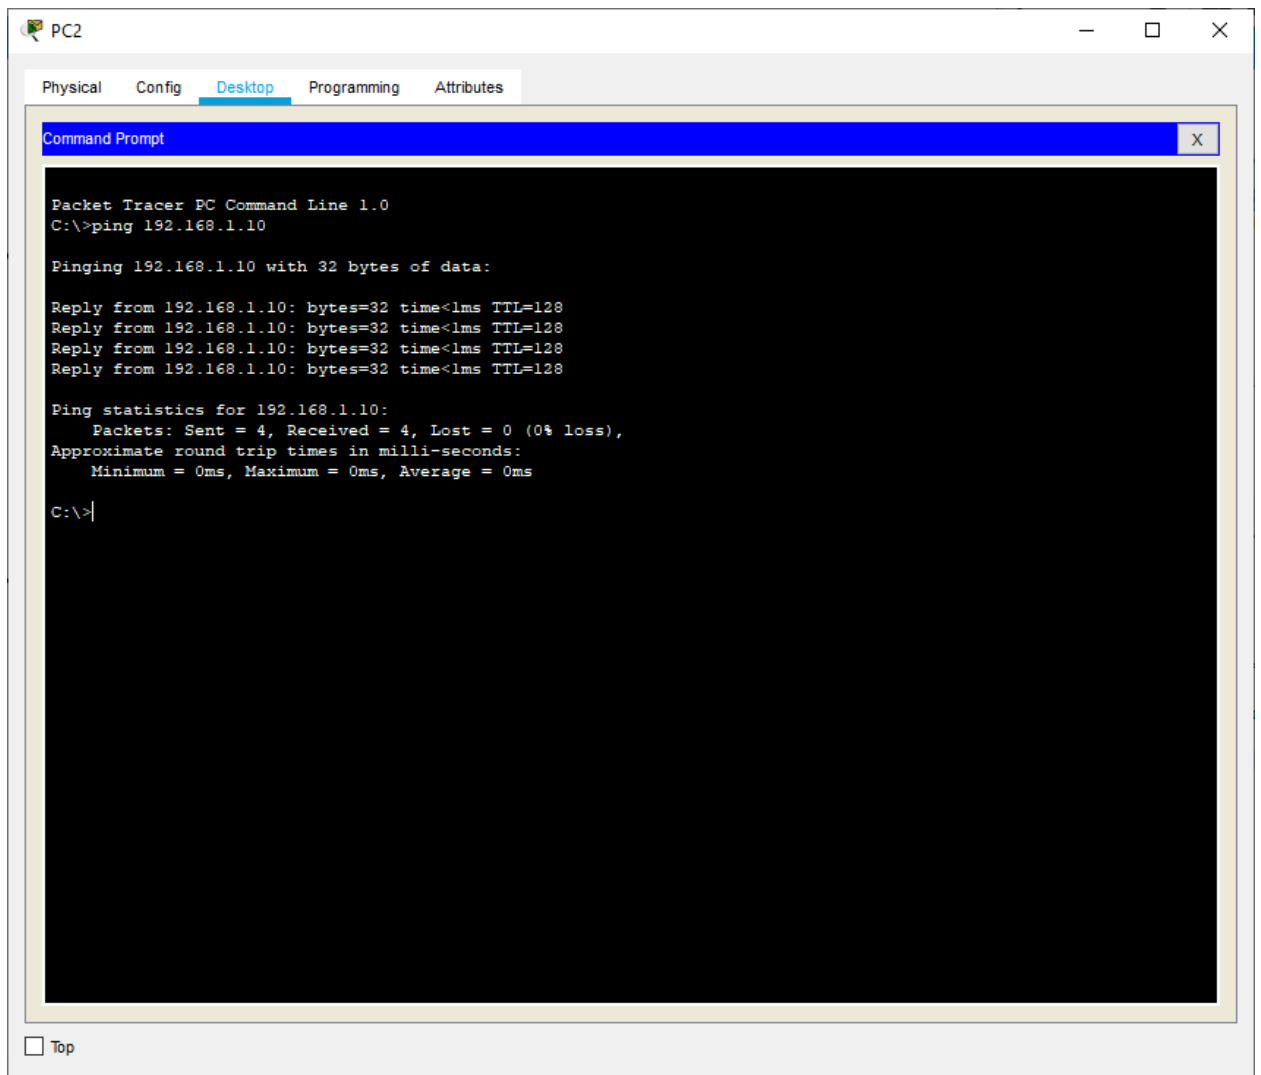 PC2
Physical Config Desktop Programming Attributes
Command Prompt
X
Packet Tracer PC Command Line 1.0
C:\>ping 192.168.1.10
Pinging 192.168.1.10 with 32 bytes of data:
Reply from 192.168.1.10: bytes=32 time<1ms TTL=128
Reply from 192.168.1.10: bytes=32 time<1ms TTL=128
Reply from 192.168.1.10: bytes=32 time<1ms TTL=128
Reply from 192.168.1.10: bytes=32 time<1ms TTL=128
Ping statistics for 192.168.1.10:
    Packets: Sent = 4, Received = 4, Lost = 0 (0% loss),
Approximate round trip times in milli-seconds:
    Minimum = 0ms, Maximum = 0ms, Average = 0ms
C:\>
Top